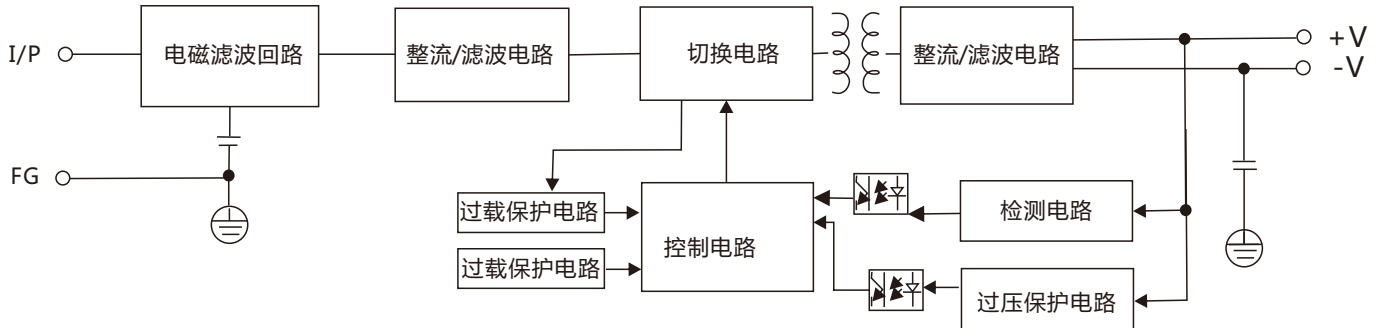 I/P
电磁滤波回路
整流/滤波电路
切换电路
整流/滤波电路
+V
-V
FG
过载保护电路
过载保护电路
控制电路
检测电路
过压保护电路